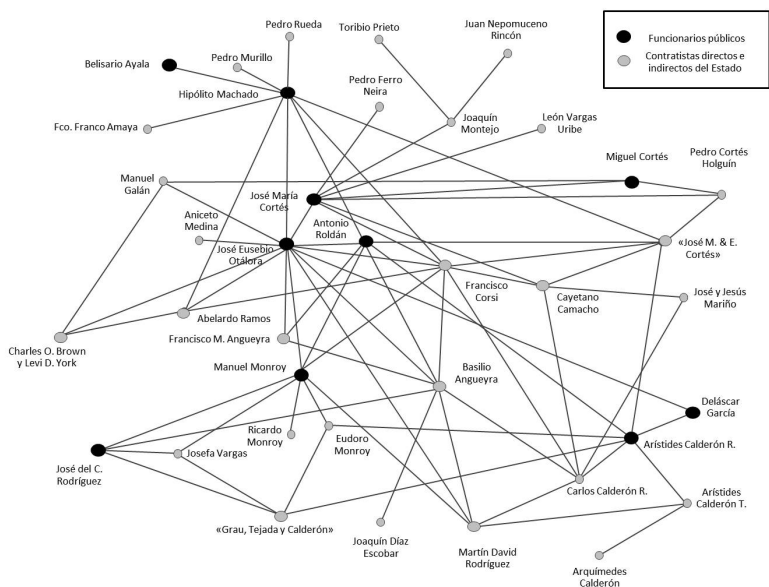 Pedro Rueda
Toribio Prieto
Juan Nepomuceno
Rincón
Funcionarios públicos
Contratistas directos e
indirectos del Estado
Belisario Ayala
Pedro Murillo
Hipólito Machado
Pedro Ferro
Neira
Fco. Franco Amaya
Joaquín
Montejo
León Vargas
Uribe
Miguel Cortés
Pedro Cortés
Holguín
Manuel
Galán
José María
Cortés
Aniceto
Medina
Antonio
Roldán
José Eusebio
Otálora
«José M. & E.
Cortés»
Francisco
Corsi
Cayetano
Camacho
José y Jesús
Mariño
Abelardo Ramos
Charles O. Brown
y Levi D. York
Francisco M. Angueyra
Manuel Monroy
Basilio
Angueyra
Deláscar
García
Ricardo
Monroy
Eudoro
Monroy
Arístides Calderón R.
José del C.
Rodríguez
Josefa Vargas
Carlos Calderón R.
Arístides
Calderón T.
«Grau, Tejada y Calderón»
Joaquín Díaz
Escobar
Martín David
Rodríguez
Arquímedes
Calderón